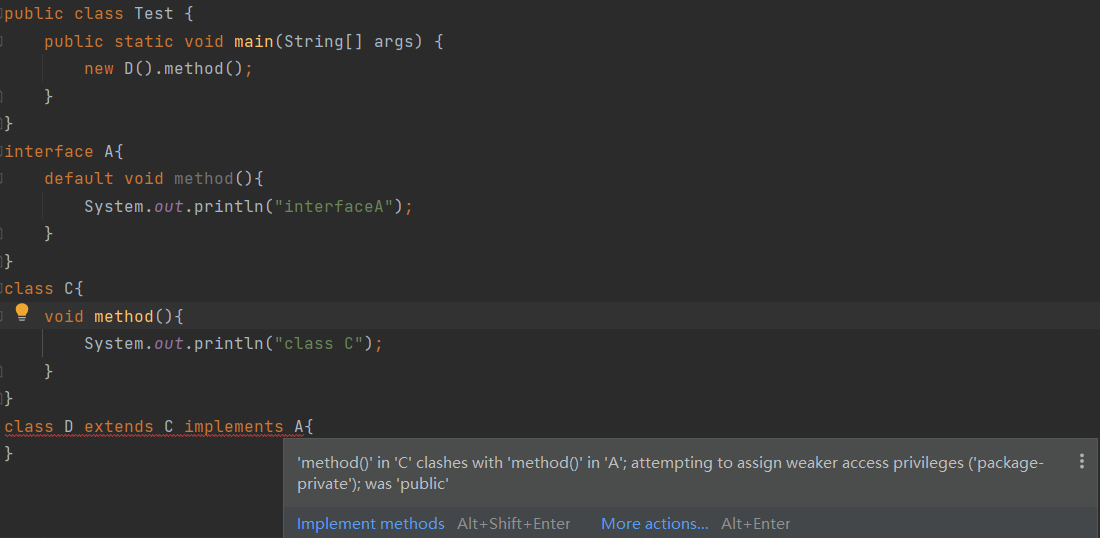 public class Test {
public static void main(String[] args) {
new D().method();
}
}
interface A{
default void method(){
System.out.println("interfaceA");
}
}
class C{
void method(){
System.out.println("class C");
}
}
class D extends C implements A{
}
'method()' in 'C' clashes with 'method()' in 'A'; attempting to assign weaker access privileges ('package-
private'); was 'public'
Implement methods Alt+Shift+Enter More actions... Alt+Enter